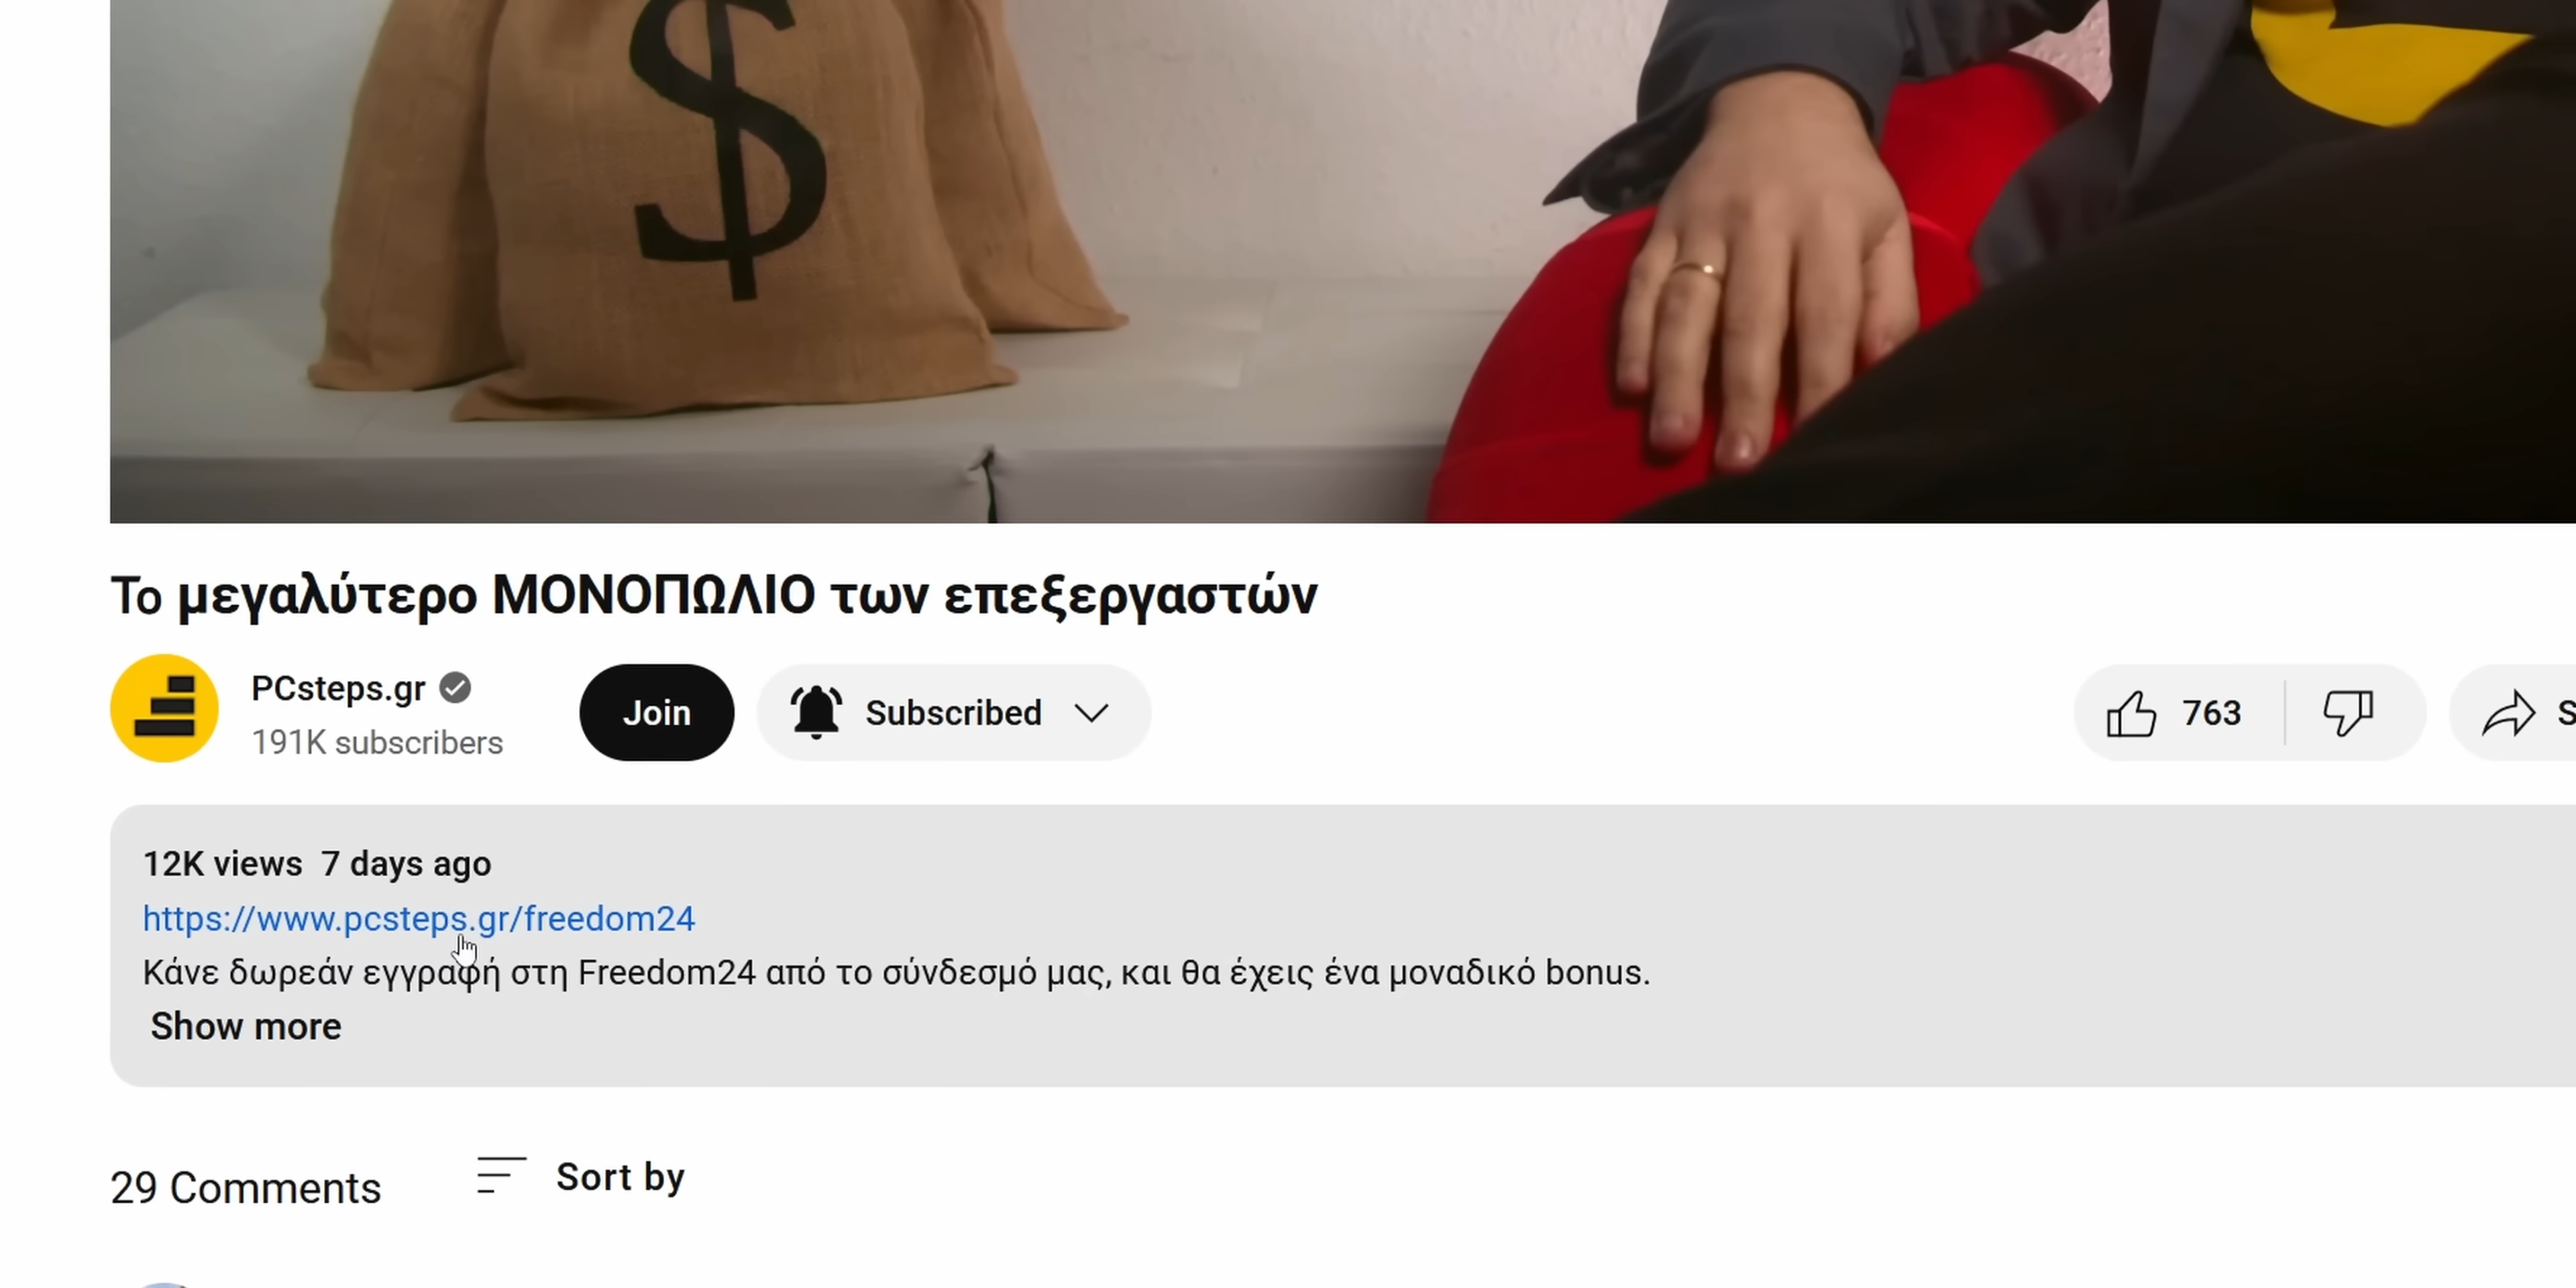 $
Το μεγαλύτερο ΜΟΝΟΠΩΛΙΟ των επεξεργαστών
PCsteps.gr
191K subscribers
Join
Subscribed
763
12K views 7 days ago
https://www.pcsteps.gr/freedom24
Κάνε δωρεάν εγγραφή στη Freedom24 από το σύνδεσμό μας, και θα έχεις ένα μοναδικό bonus.
Show more
29 Comments
Sort by